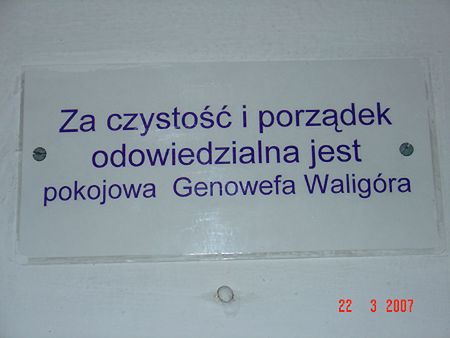 Za czystość i porządek
odowiedzialna jest
pokojowa Genowefa Waligóra
22 3 2007